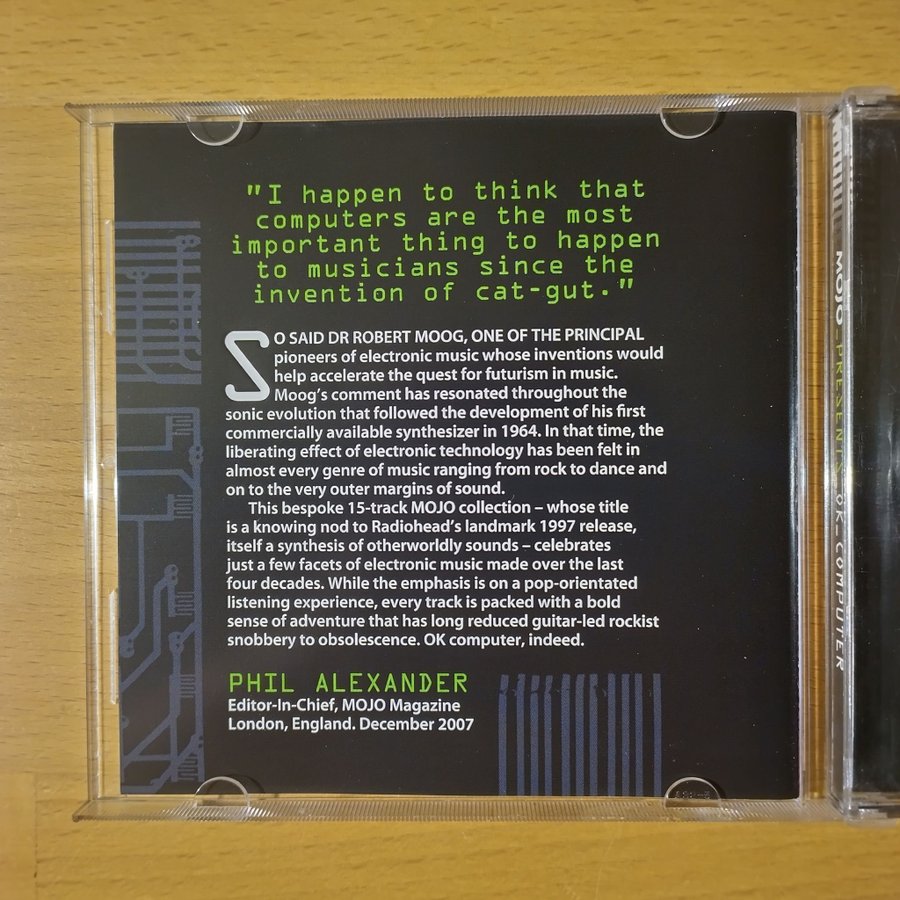 "I happen to think that
computers are the most
important thing to happen
to musicians since the
invention of cat-gut."
SO SAID DR ROBERT MOOG, ONE OF THE PRINCIPAL
pioneers of electronic music whose inventions would
help accelerate the quest for futurism in music.
Moog's comment has resonated throughout the
sonic evolution that followed the development of his first
commercially available synthesizer in 1964. In that time, the
liberating effect of electronic technology has been felt in
almost every genre of music ranging from rock to dance and
on to the very outer margins of sound.
This bespoke 15-track MOJO collection – whose title
is a knowing nod to Radiohead's landmark 1997 release,
itself a synthesis of otherworldly sounds – celebrates
just a few facets of electronic music made over the last
four decades. While the emphasis is on a pop-orientated
listening experience, every track is packed with a bold
sense of adventure that has long reduced guitar-led rockist
snobbery to obsolescence. OK computer, indeed.
PHIL ALEXANDER
Editor-In-Chief, MOJO Magazine
London, England. December 2007
MOJO PRESENTS OK! COMPUTER